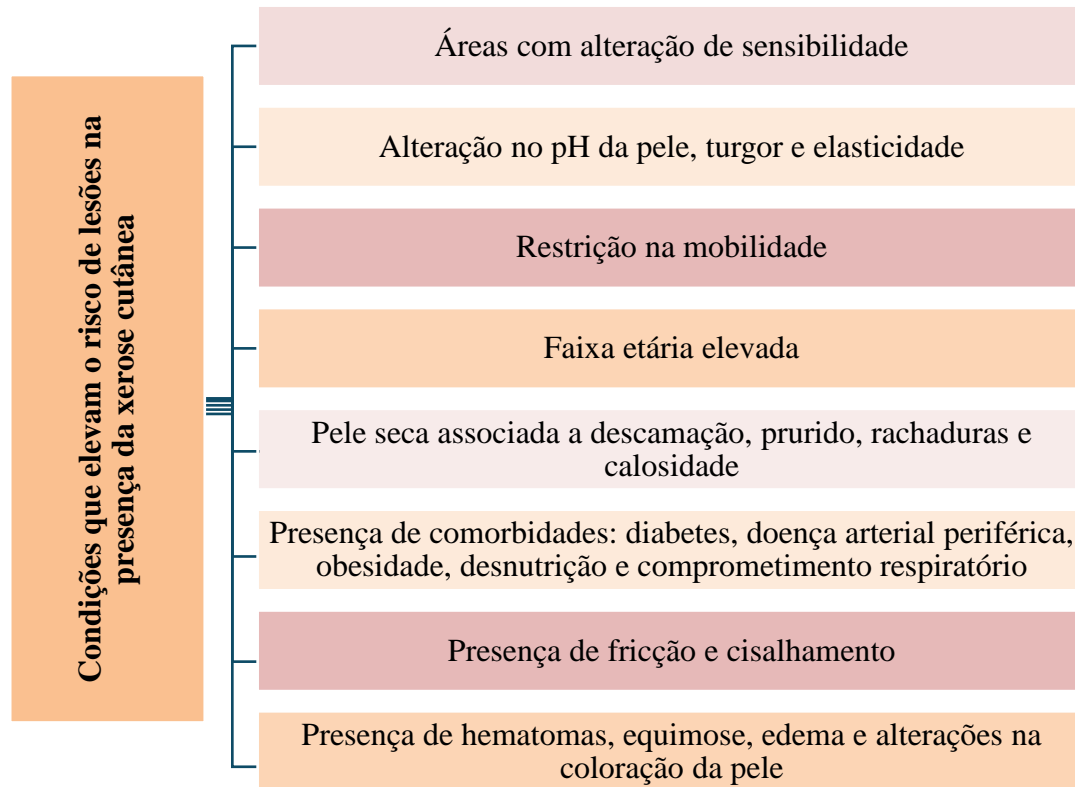 Condições que elevam o risco de lesões na
presença da xerose cutânea
Áreas com alteração de sensibilidade
Alteração no pH da pele, turgor e elasticidade
Restrição na mobilidade
Faixa etária elevada
Pele seca associada a descamação, prurido, rachaduras e
calosidade
Presença de comorbidades: diabetes, doença arterial periférica,
obesidade, desnutrição e comprometimento respiratório
Presença de fricção e cisalhamento
Presença de hematomas, equimose, edema e alterações na
coloração da pele